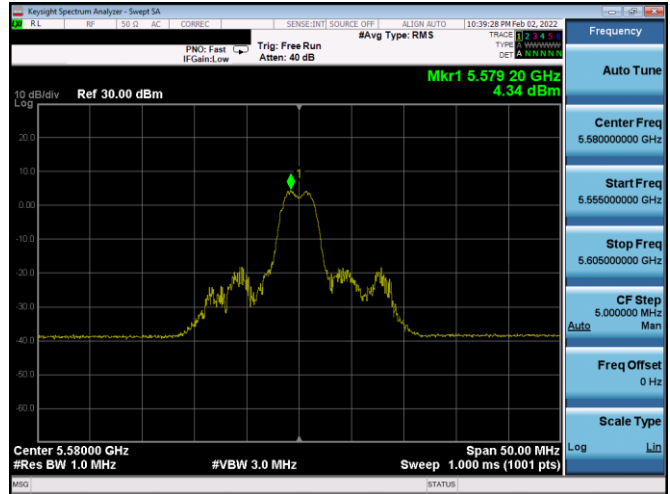 Keysight Spectrum Analyzer - Swept SA
RL RF 50 Ω AC CORREC SENSE:INT SOURCE OFF ALIGN AUTO 10:39:28 PM Feb 02, 2022
#Avg Type: RMS
TRACE 1 2 3 4 5 6
PNO: Fast Trig: Free Run
TYPE A WWWWW
IFGain:Low Atten: 40 dB
DET A N N N N N
Mkr1 5.579 20 GHz
4.34 dBm
10 dB/div Ref 30.00 dBm
Log
20.0
10.0
0.00
-10.0
-20.0
-30.0
-40.0
-50.0
-60.0
1
Center 5.58000 GHz
Span 50.00 MHz
#Res BW 1.0 MHz #VBW 3.0 MHz Sweep 1.000 ms (1001 pts)
MSG STATUS
Frequency
Auto Tune
Center Freq
5.580000000 GHz
Start Freq
5.555000000 GHz
Stop Freq
5.605000000 GHz
CF Step
5.000000 MHz
Auto Man
Freq Offset
0 Hz
Scale Type
Log Lin